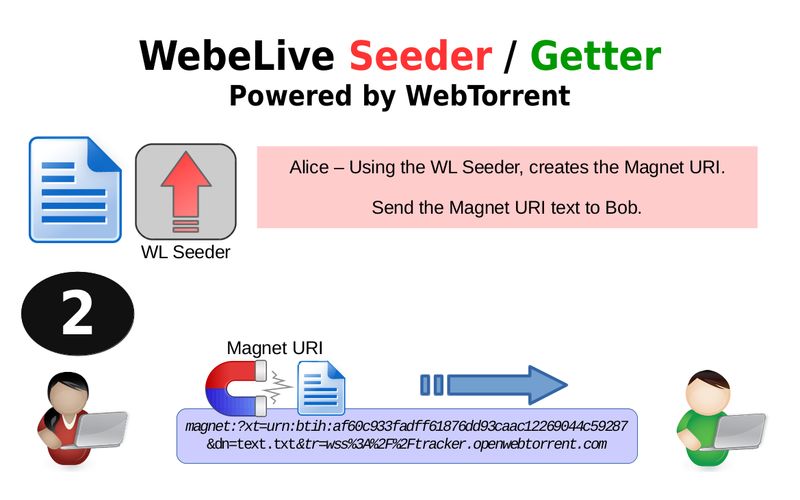 WebeLive Seeder / Getter
Powered by WebTorrent
Alice – Using the WL Seeder, creates the Magnet URI.
Send the Magnet URI text to Bob.
WL Seeder
2
Magnet URI
magnet:?xt=urn:btih:af60c933fadff61876dd93caac12269044c59287
&dn=text.txt&tr=wss%3A%2F%2Ftracker.openwebtorrent.com